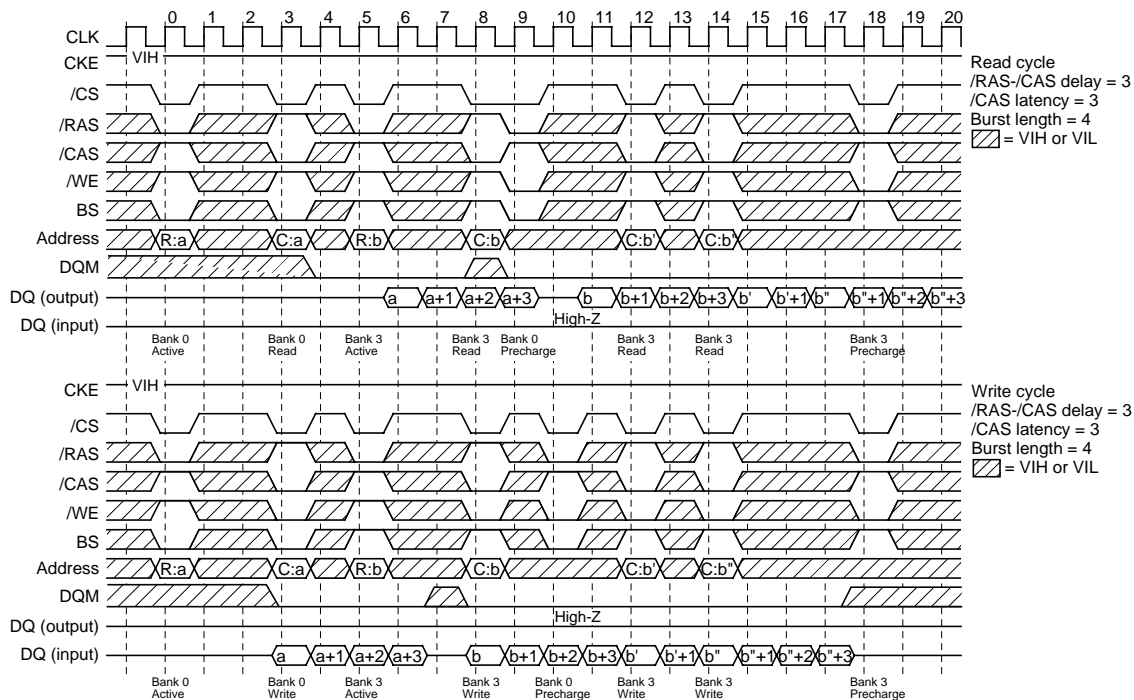 0 1 2 3 4 5 6 7 8 9 10 11 12 13 14 15 16 17 18 19 20
CLK
CKE VIH
/CS
/RAS
/CAS
/WE
BS
Address R:a C:a R:b C:b C:b' C:b'
DQM
DQ (output) a a+1 a+2 a+3 b b+1 b+2 b+3 b' b'+1 b" b"+1 b"+2 b"+3
High-Z
DQ (input)
Bank 0 Active
Bank 0 Read
Bank 3 Active
Bank 3 Read
Bank 0 Precharge
Bank 3 Read
Bank 3 Read
Bank 3 Precharge
Read cycle
/RAS-/CAS delay = 3
/CAS latency = 3
Burst length = 4
= VIH or VIL
CKE VIH
/CS
/RAS
/CAS
/WE
BS
Address R:a C:a R:b C:b C:b' C:b"
DQM
High-Z
DQ (output)
DQ (input) a a+1 a+2 a+3 b b+1 b+2 b+3 b' b'+1 b" b"+1 b"+2 b"+3
Bank 0 Active
Bank 0 Write
Bank 3 Active
Bank 3 Write
Bank 0 Precharge
Bank 3 Write
Bank 3 Write
Bank 3 Precharge
Write cycle
/RAS-/CAS delay = 3
/CAS latency = 3
Burst length = 4
= VIH or VIL